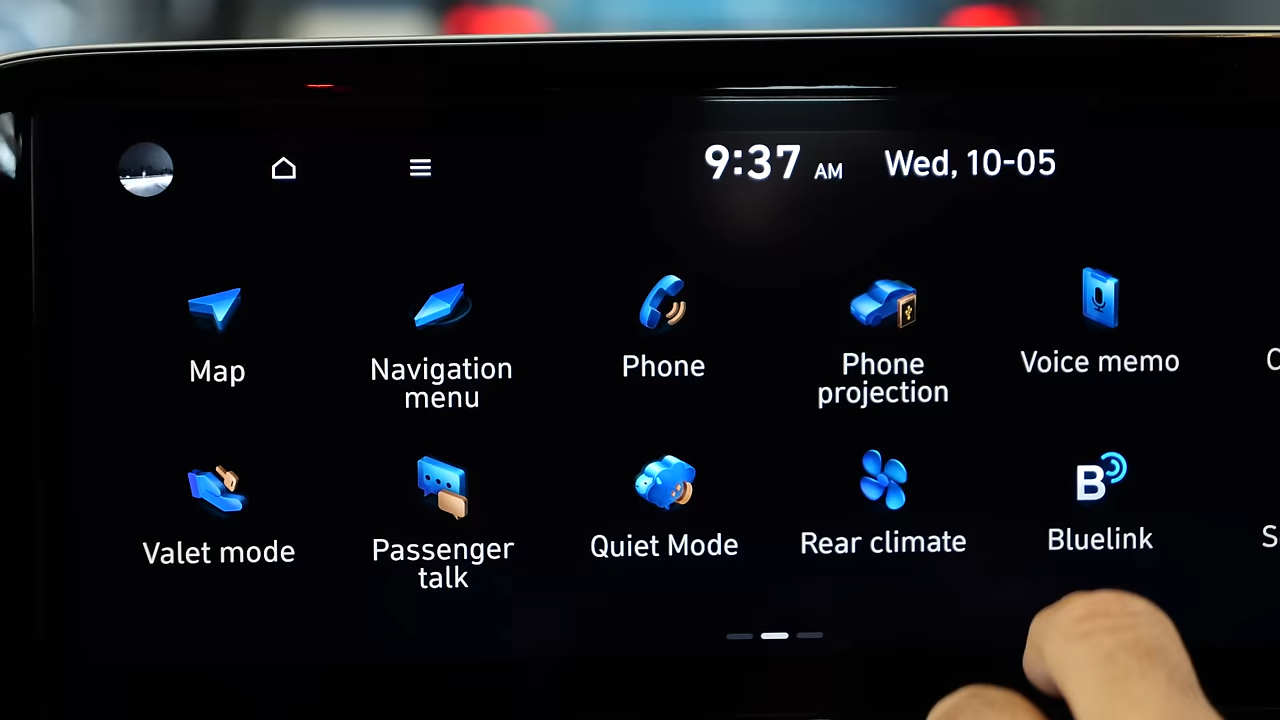 9:37 AM Wed, 10-05
Map
Navigation
menu
Phone
Phone
projection
Voice memo
Valet mode
Passenger
talk
Quiet Mode
Rear climate
B
Bluelink